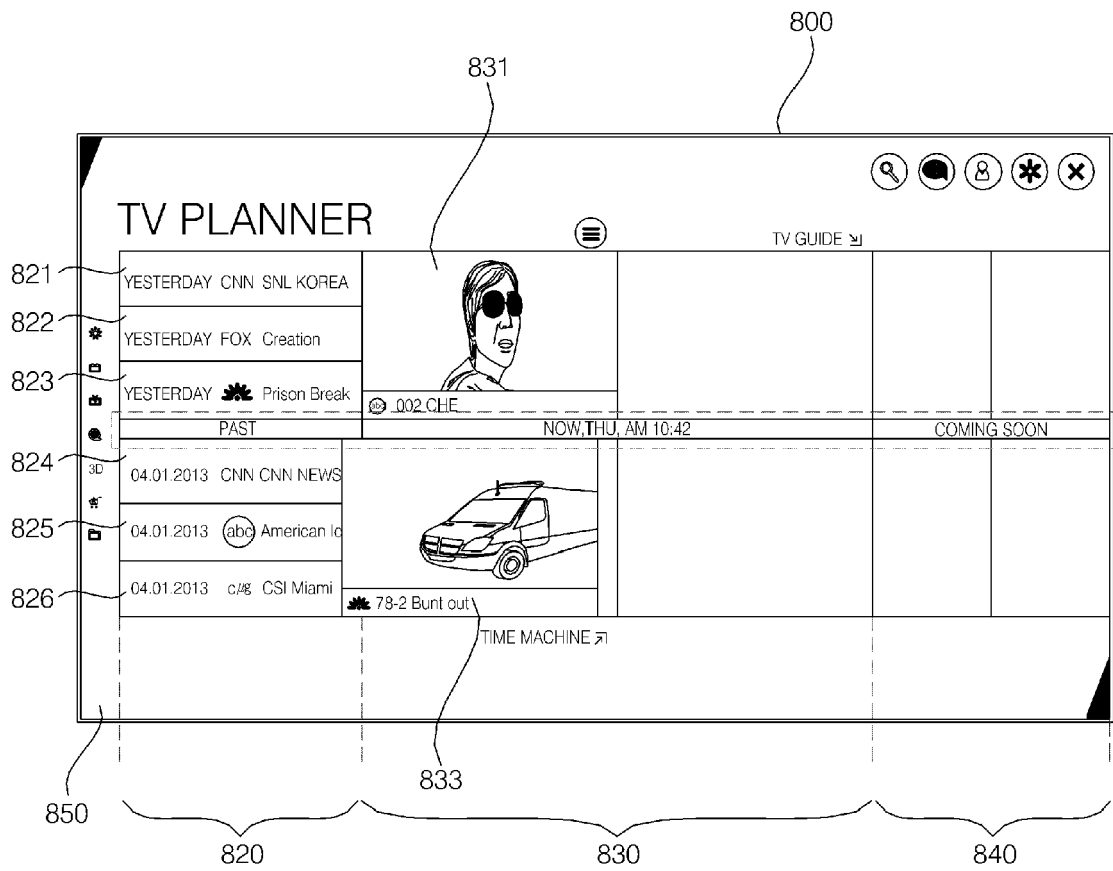 800
831
TV PLANNER
TV GUIDE
821
YESTERDAY CNN SNL KOREA
822
YESTERDAY FOX Creation
823
YESTERDAY Prison Break
abc 002 CHE
PAST
NOW,THU, AM 10:42
COMING SOON
824
3D
04.01.2013 CNN CNN NEWS
825
04.01.2013 abc American Ic
826
04.01.2013 CSI Miami
78-2 Bunt out
TIME MACHINE
833
850
820
830
840